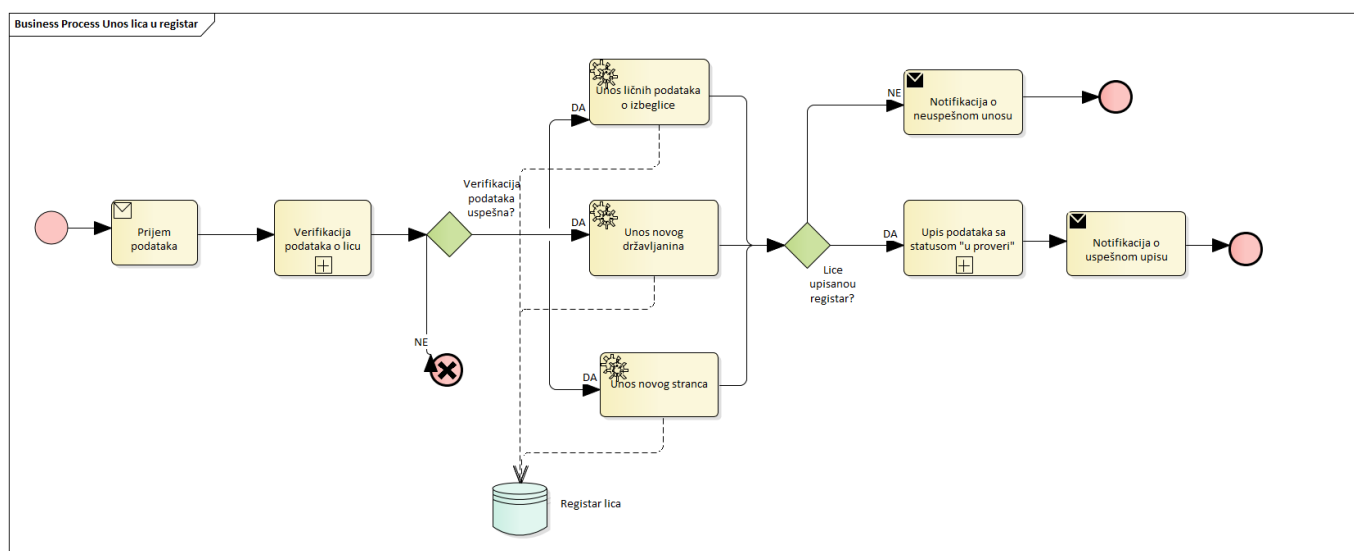 Business Process Unos lica u registar
Prijem
podataka
Verifikacija
podataka o licu
Verifikacija
podataka
uspešna?
NE
DA
Unos ličnih podataka
o izbeglice
DA
Unos novog
državljanina
DA
Unos novog stranca
Registar lica
Lice
upisanou
registar?
NE
Notifikacija o
neuspešnom unosu
DA
Upis podataka sa
statusom "u proveri"
Notifikacija o
uspešnom upisu